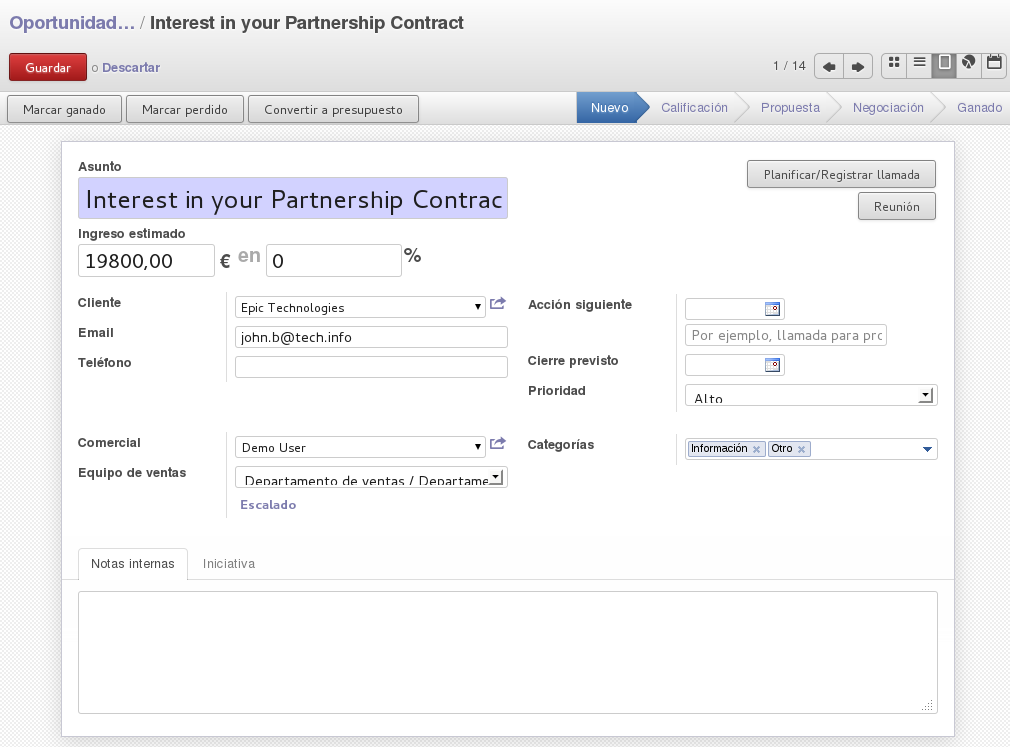 Oportunidad... / Interest in your Partnership Contract
Guardar o Descartar
1 / 14
Marcar ganado Marcar perdido Convertir a presupuesto
Nuevo Calificación Propuesta Negociación Ganado
Asunto
Interest in your Partnership Contrac
Planificar/Registrar llamada
Reunión
Ingreso estimado
19800,00 € en 0 %
Cliente Epic Technologies
Email john.b@tech.info
Teléfono
Acción siguiente
Por ejemplo, llamada para prc
Cierre previsto
Prioridad Alto
Comercial Demo User
Equipo de ventas Departamento de ventas / Departame
Escalado
Categorías Información x Otro x
Notas internas Iniciativa